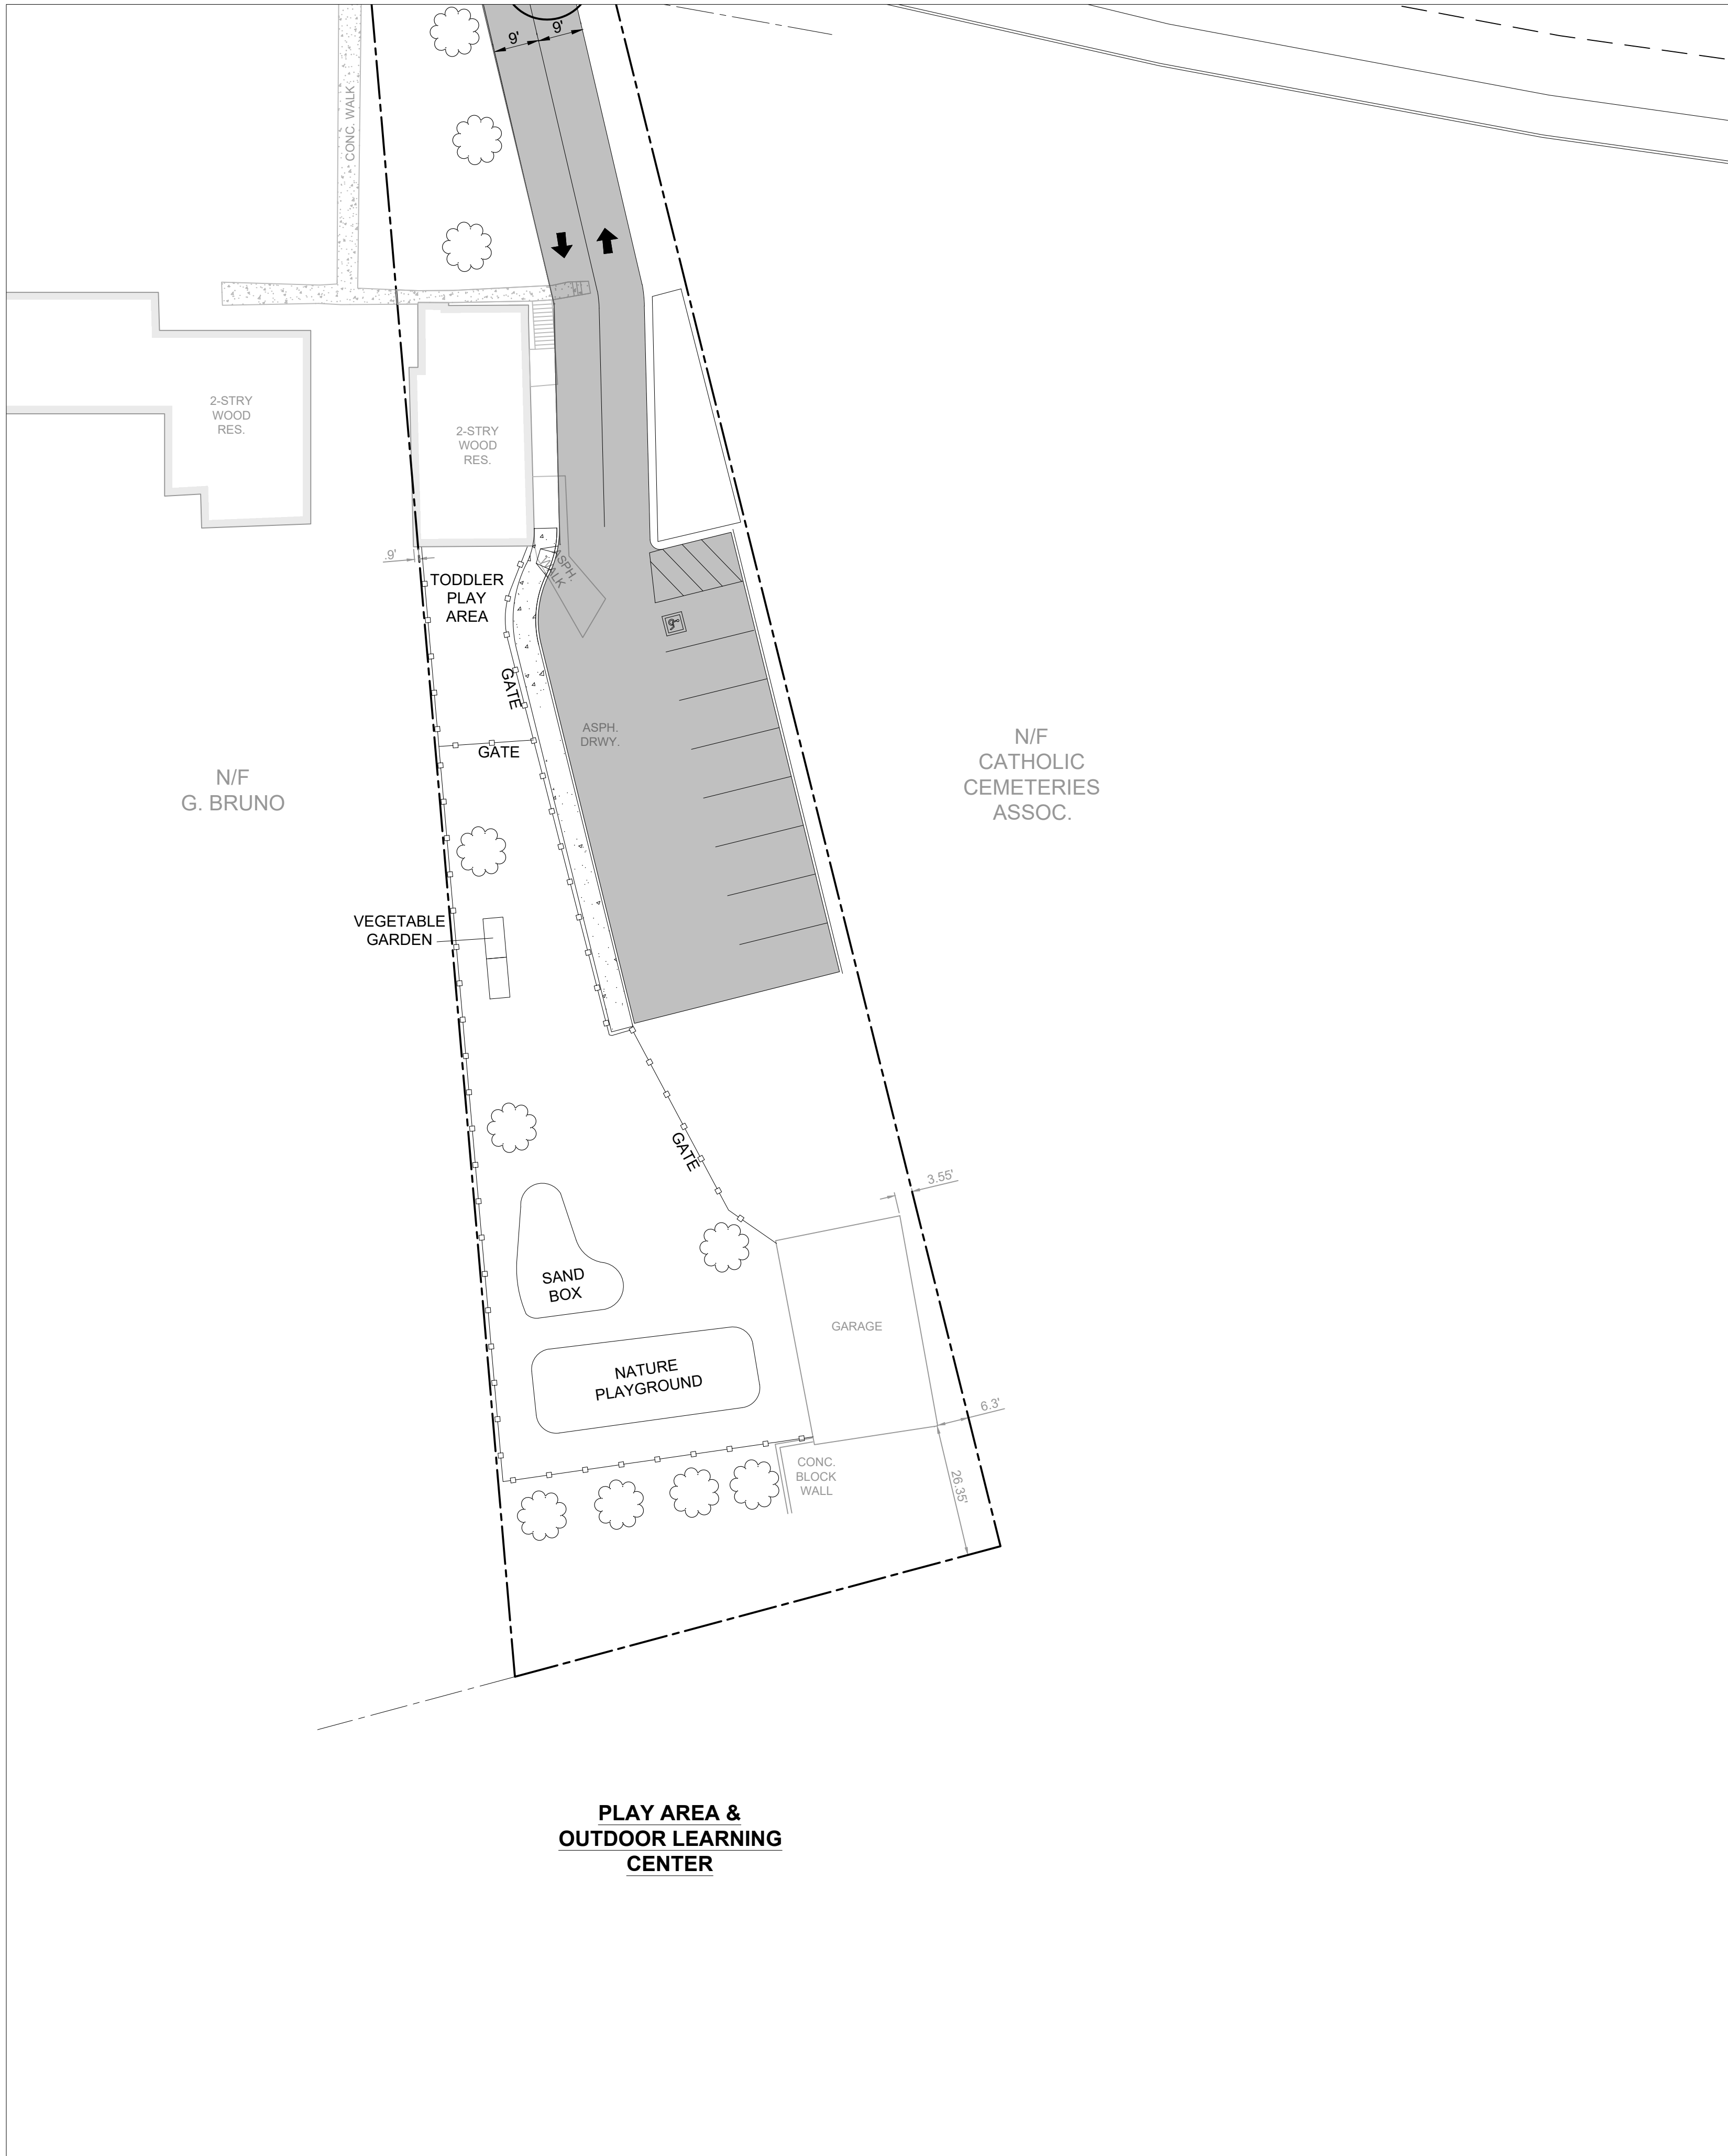 9'
9'
CONC. WALK
2-STRY
WOOD
RES.
2-STRY
WOOD
RES.
.9'
TODDLER
PLAY
AREA
ASPH.
WALK
GATE
GATE
ASPH.
DRWY.
N/F
G. BRUNO
N/F
CATHOLIC
CEMETERIES
ASSOC.
VEGETABLE
GARDEN
GATE
3.55'
SAND
BOX
GARAGE
NATURE
PLAYGROUND
6.3'
CONC.
BLOCK
WALL
26.35'
PLAY AREA &
OUTDOOR LEARNING
CENTER